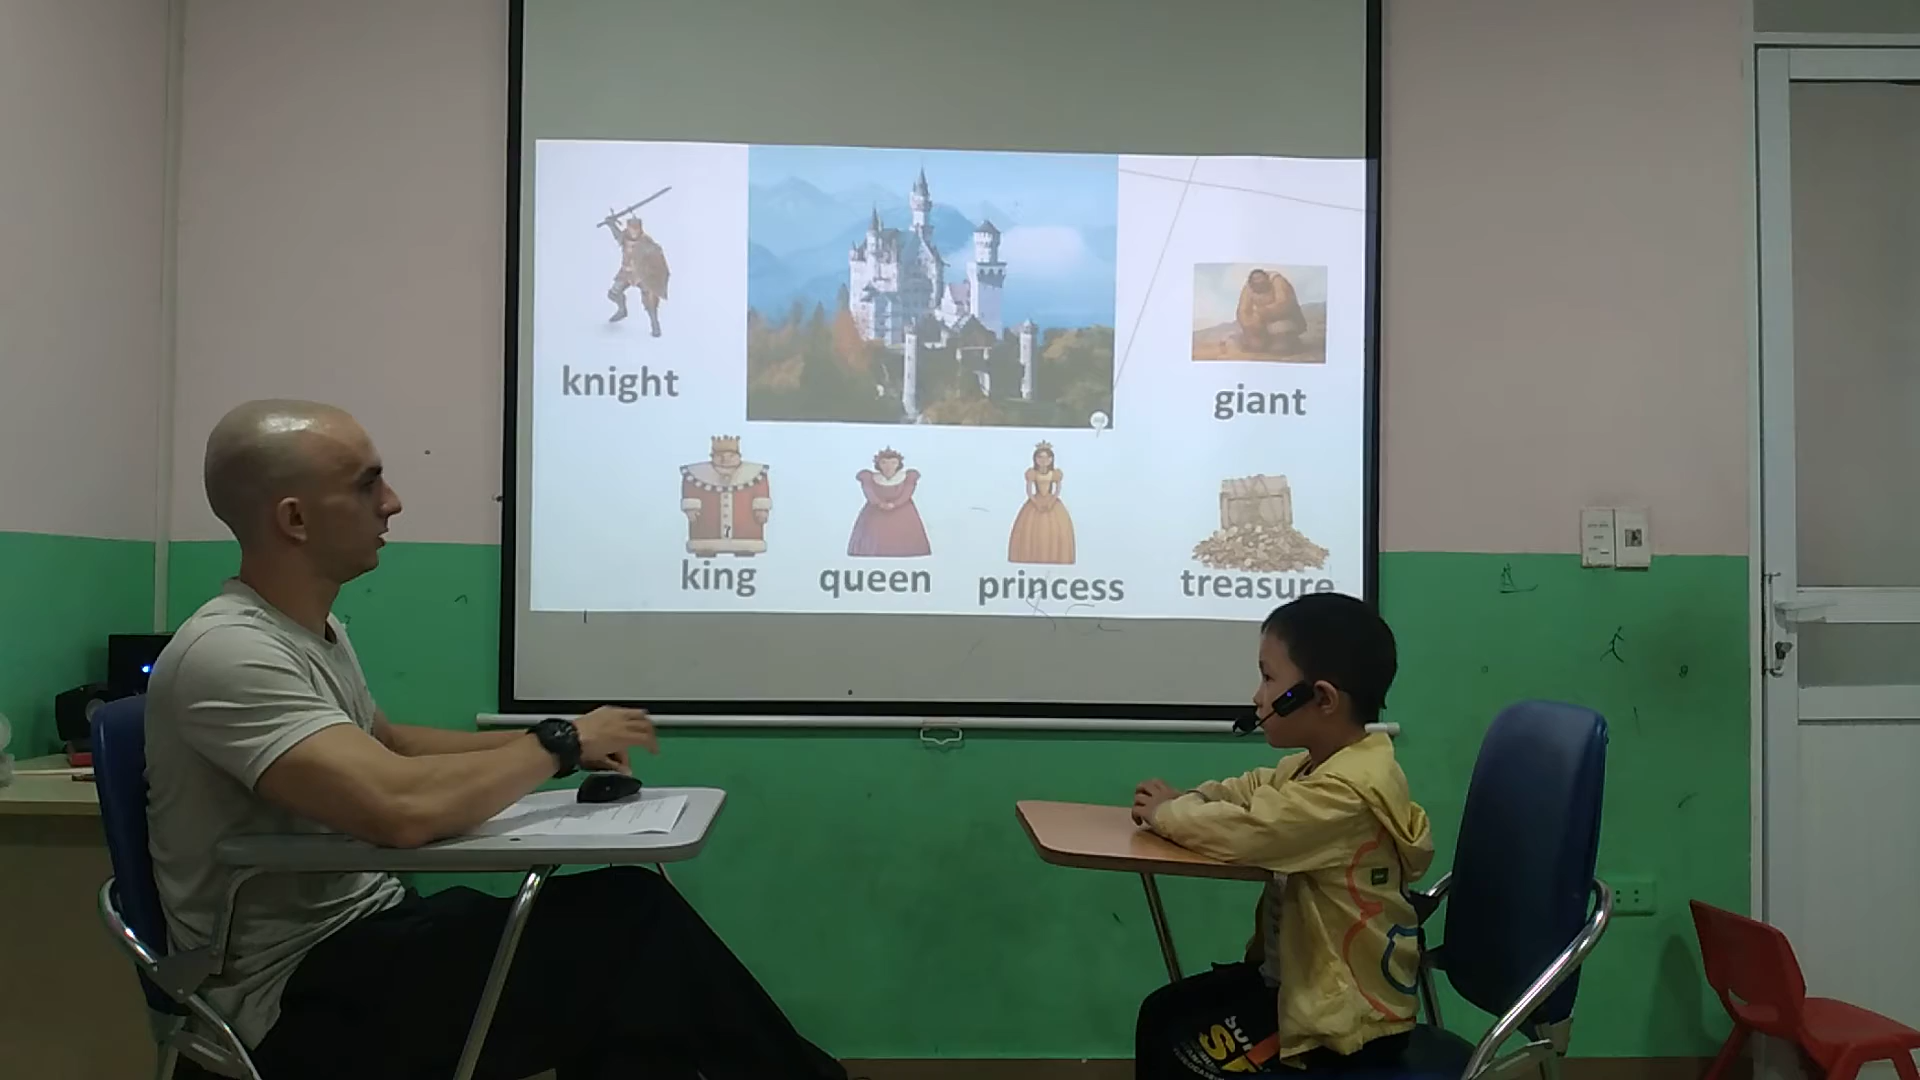 knight
giant
king
queen
princess
treasure